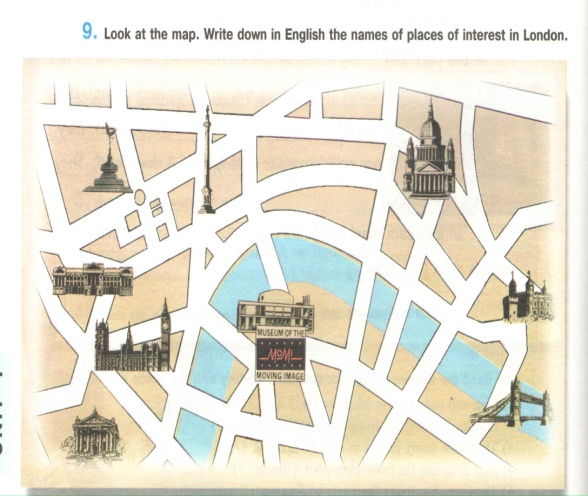 9. Look at the map. Write down in English the names of places of interest in London.
MUSEUM OF THE
MOMI
MOVING IMAGE